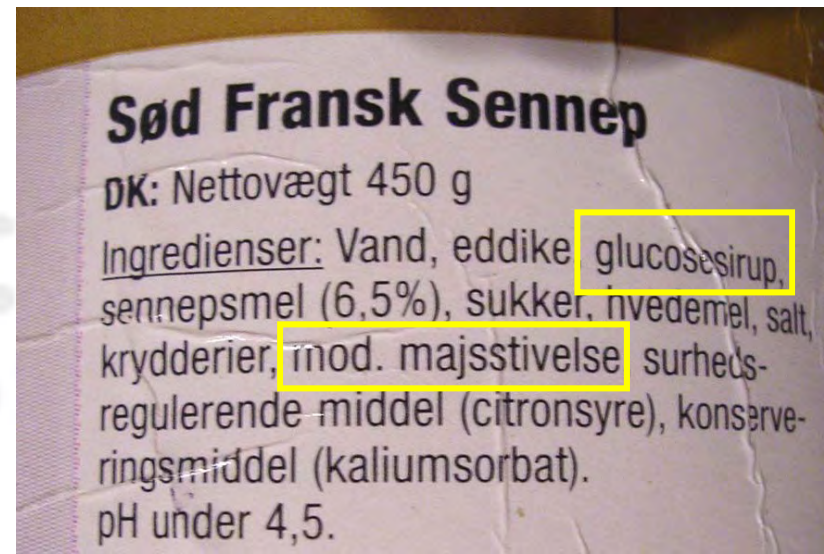 Sød Fransk Sennep
DK: Nettovægt 450 g
Ingredienser: Vand, eddike, glucosesirup,
sennepsmel (6,5%), sukker, hvedemel, salt,
krydderier, mod. majsstivelse, surheds-
regulerende middel (citronsyre), konserve-
ringsmiddel (kaliumsorbat).
pH under 4,5.